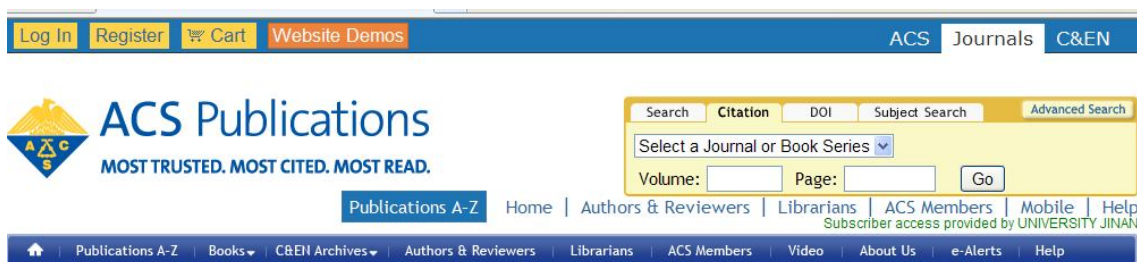 Log In Register Cart Website Demos ACS Journals C&EN
ACS Publications
MOST TRUSTED. MOST CITED. MOST READ.
A C S
Search Citation DOI Subject Search Advanced Search
Select a Journal or Book Series
Volume: Page: Go
Publications A-Z Home | Authors & Reviewers | Librarians | ACS Members | Mobile | Help
Subscriber access provided by UNIVERSITY JINAN
Publications A-Z | Books | C&EN Archives | Authors & Reviewers | Librarians | ACS Members | Video | About Us | e-Alerts | Help